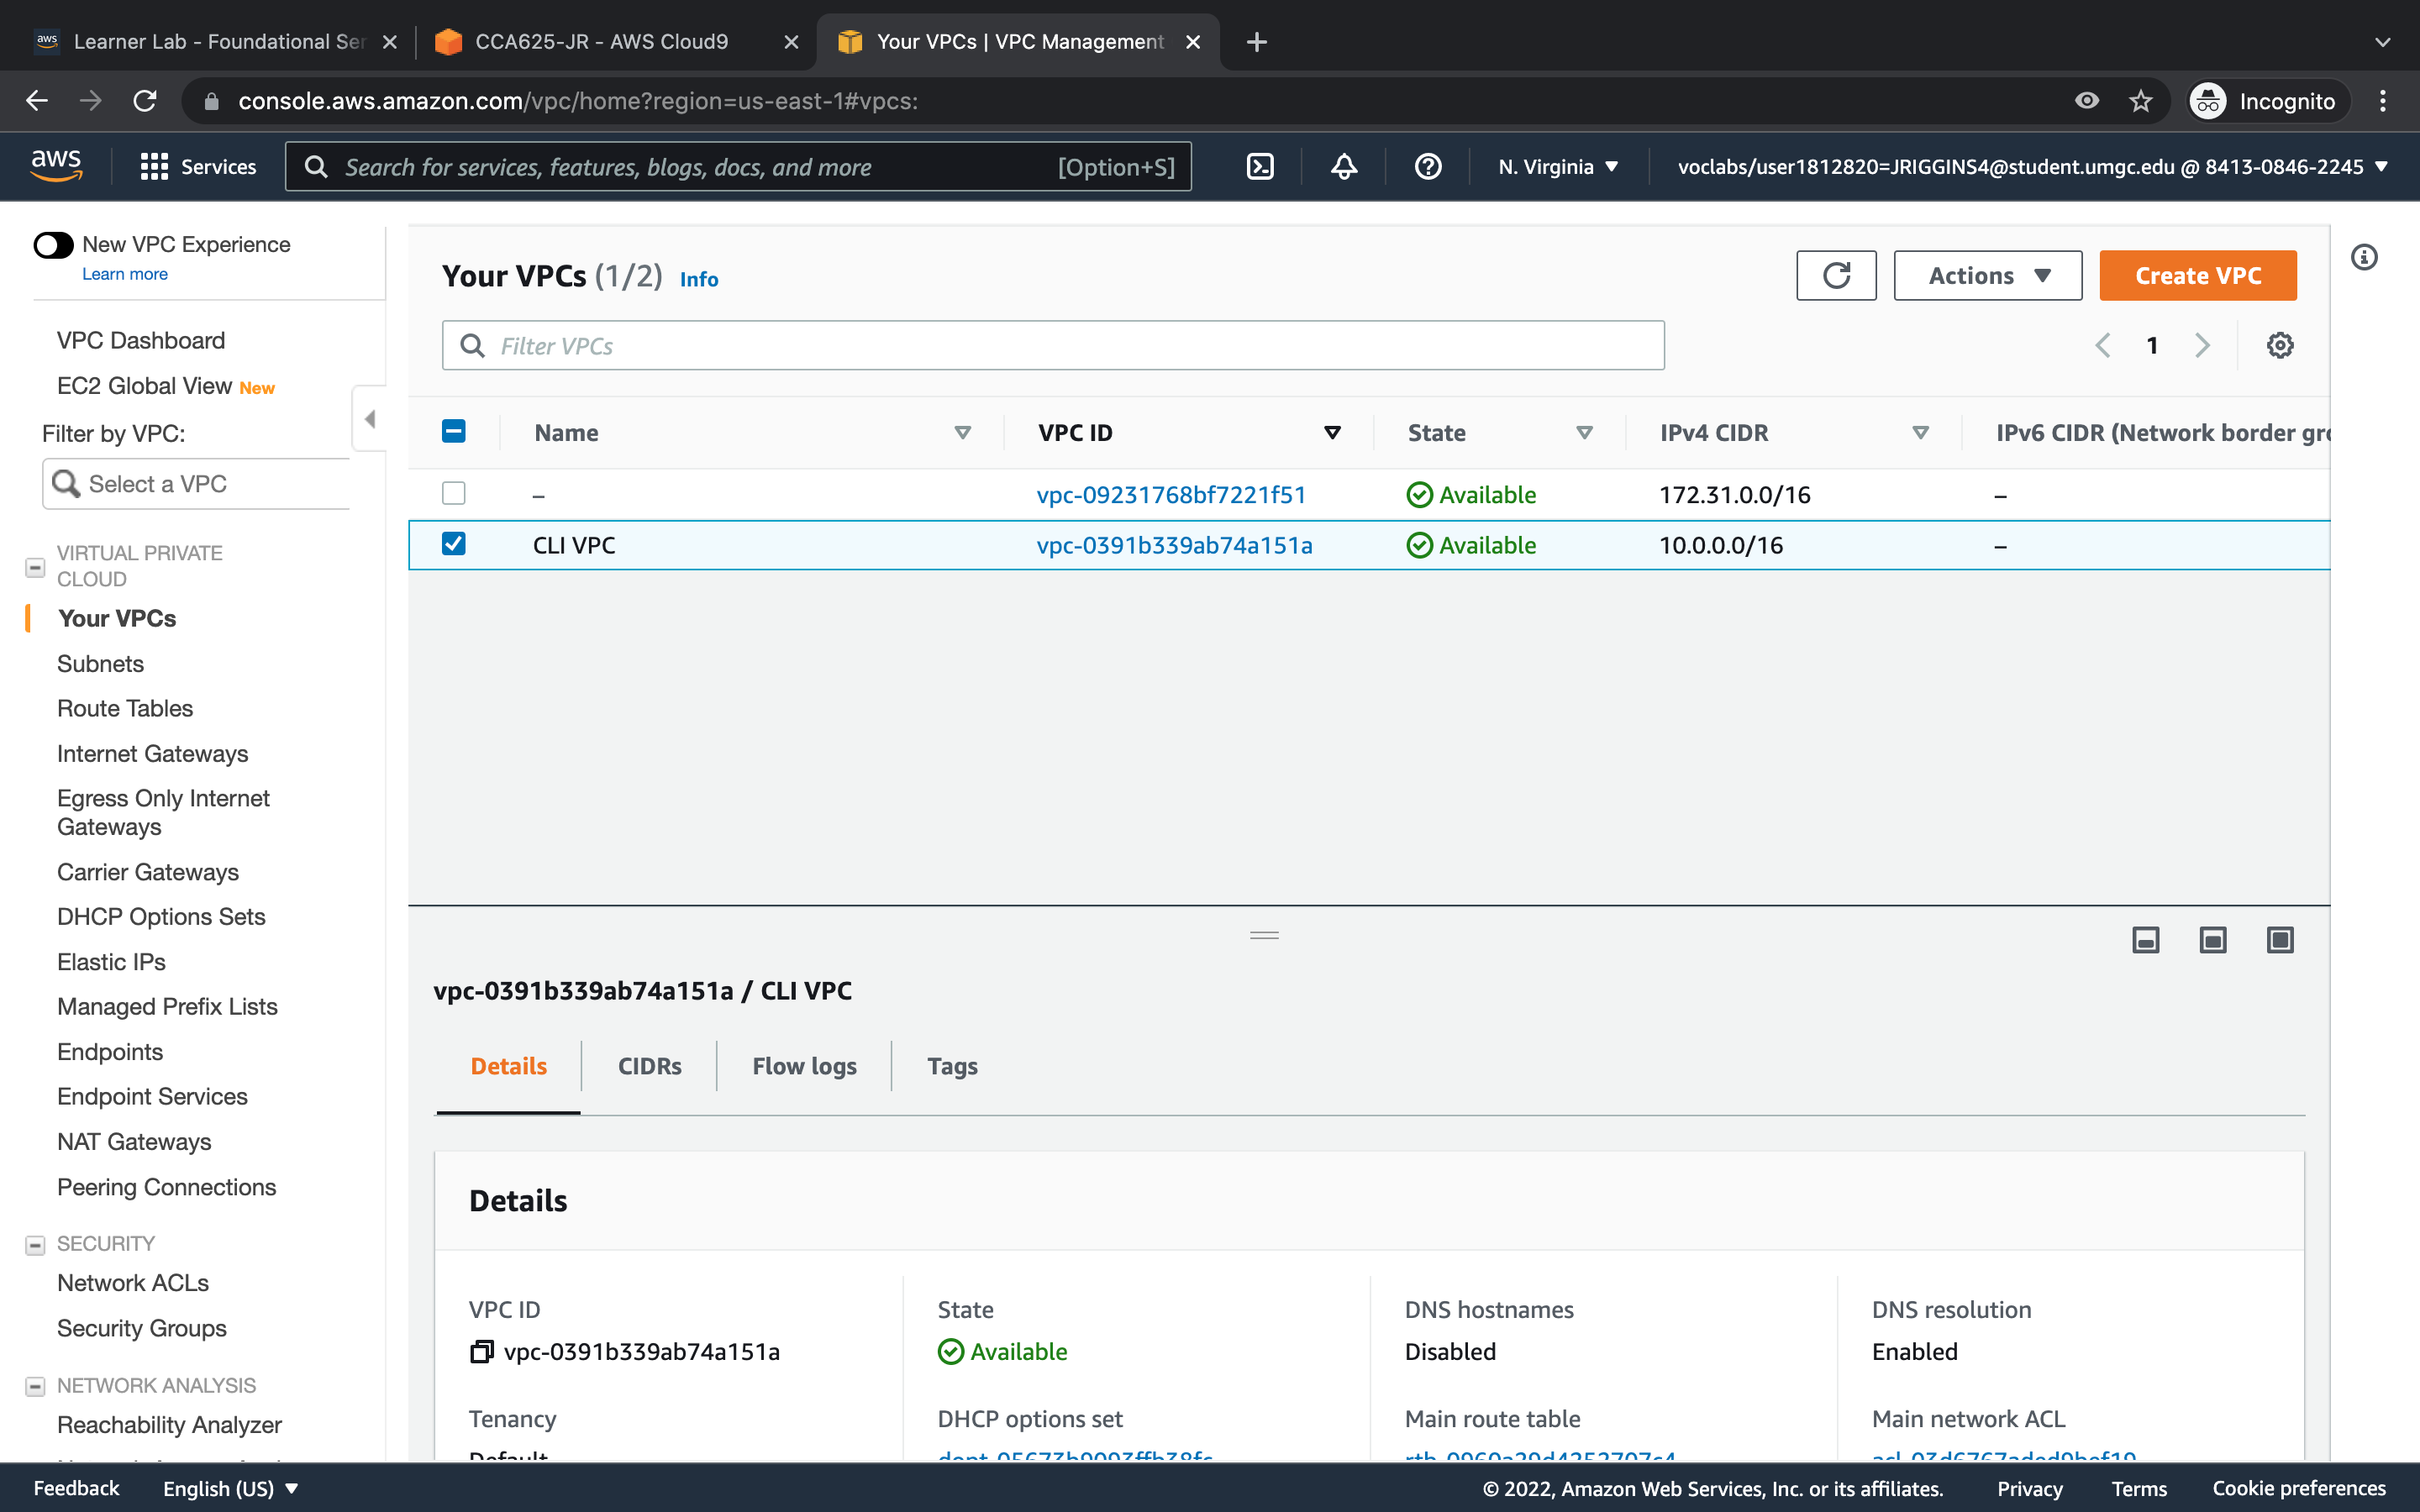 aws Learner Lab - Foundational Ser
CCA625-JR - AWS Cloud9
Your VPCs | VPC Management
console.aws.amazon.com/vpc/home?region=us-east-1#vpcs:
Incognito
aws
Services
Search for services, features, blogs, docs, and more [Option+S]
N. Virginia
voclabs/user1812820=JRIGGINS4@student.umgc.edu @ 8413-0846-2245
New VPC Experience
Learn more
VPC Dashboard
EC2 Global View New
Filter by VPC:
Select a VPC
VIRTUAL PRIVATE
CLOUD
Your VPCs
Subnets
Route Tables
Internet Gateways
Egress Only Internet
Gateways
Carrier Gateways
DHCP Options Sets
Elastic IPs
Managed Prefix Lists
Endpoints
Endpoint Services
NAT Gateways
Peering Connections
SECURITY
Network ACLs
Security Groups
NETWORK ANALYSIS
Reachability Analyzer
Your VPCs (1/2) Info
Actions
Create VPC
Filter VPCs
1
Name VPC ID State IPv4 CIDR IPv6 CIDR (Network border gro
– vpc-09231768bf7221f51 Available 172.31.0.0/16 –
CLI VPC vpc-0391b339ab74a151a Available 10.0.0.0/16 –
vpc-0391b339ab74a151a / CLI VPC
Details CIDRs Flow logs Tags
Details
VPC ID State DNS hostnames DNS resolution
vpc-0391b339ab74a151a Available Disabled Enabled
Tenancy DHCP options set Main route table Main network ACL
Default
Feedback English (US) © 2022, Amazon Web Services, Inc. or its affiliates. Privacy Terms Cookie preferences